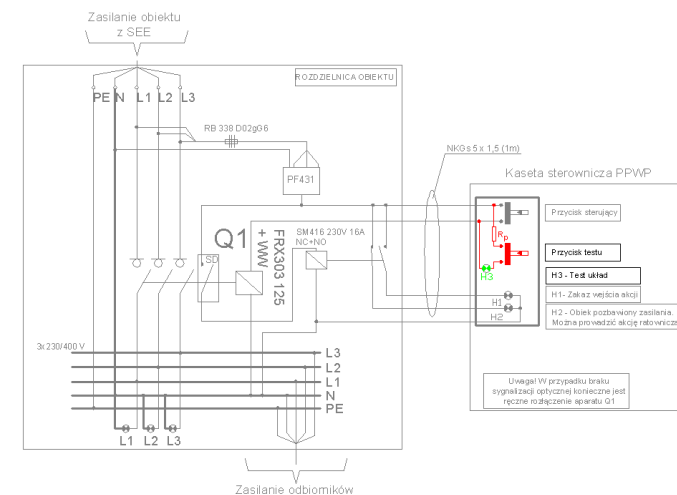 Zasilanie obiektu
z SEE
ROZDZIELNICA OBIEKTU
PE N L1 L2 L3
RB 338 D02gG6
NKGs 5 x 1,5 (1m)
PF431
Kaseta sterownicza PPWP
Przycisk sterujący
Q1
FRX303 125
+ WW
SM416 230V 16A
NC+NO
SD
Rp
Przycisk testu
H3
H3 - Test układ
H1 - Zakaz wejścia akcji
H1
H2
H2 - Obiek pozbawiony zasilania.
Można prowadzić akcję ratownicza
3x 230/400 V
L3
L2
L1
N
PE
Uwaga! W przypadku braku
sygnalizacji optycznej konieczne jest
ręczne rozłączenie aparatu Q1
L1 L2 L3
Zasilanie odbiorników